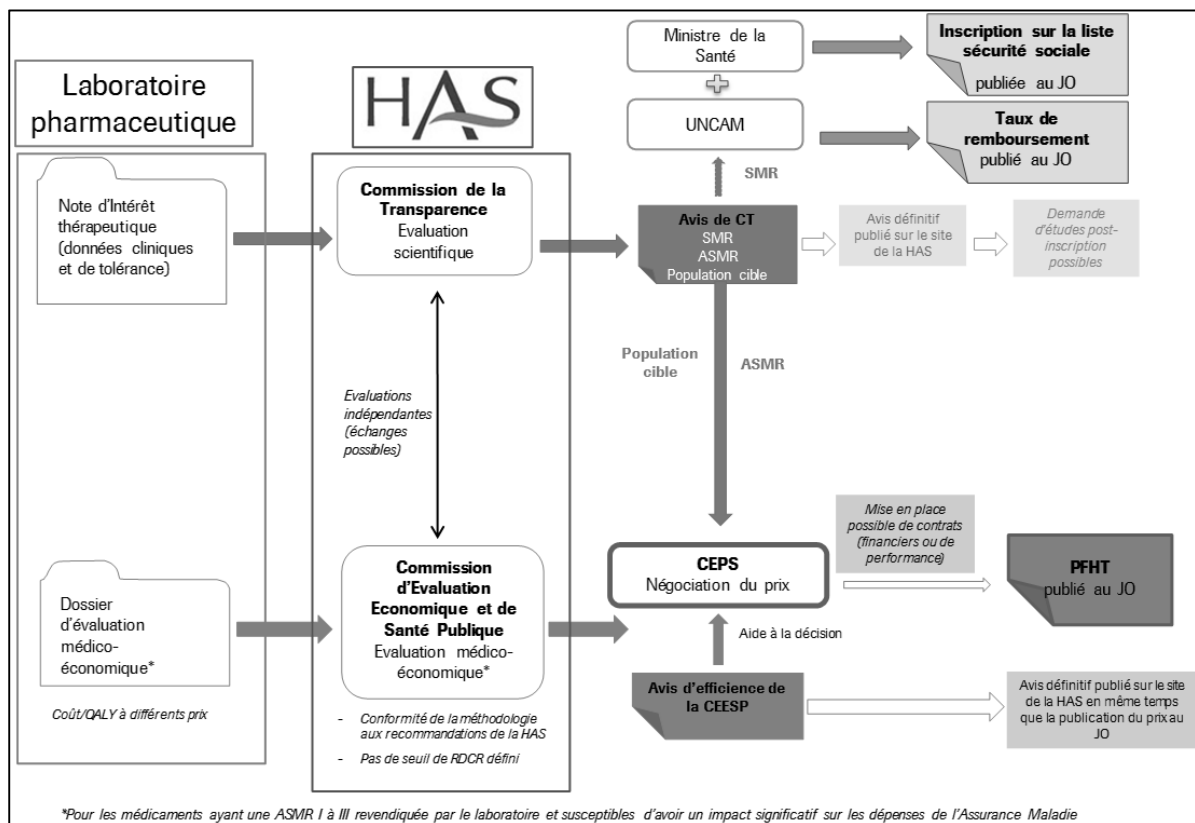 Laboratoire
pharmaceutique
HAS
Ministre de la
Santé
UNCAM
Inscription sur la liste
sécurité sociale
publiée au JO
Taux de
remboursement
publié au JO
Note d'Intérêt
thérapeutique
(données cliniques
et de tolérance)
Commission de la
Transparence
Evaluation
scientifique
SMR
Avis de CT
SMR
ASMR
Population cible
Avis définitif
publié sur le site
de la HAS
Demande
d'études post-
inscription
possibles
Population
cible
ASMR
Evaluations
indépendantes
(échanges
possibles)
Dossier
d'évaluation
médico-
économique*
Coût/QALY à différents prix
Commission
d'Evaluation
Economique et de
Santé Publique
Evaluation médico-
économique*
- Conformité de la méthodologie
aux recommandations de la HAS
- Pas de seuil de RDCR défini
CEPS
Négociation du prix
Mise en place
possible de contrats
(financiers ou de
performance)
PFHT
publié au JO
Aide à la décision
Avis d'efficience de
la CEESP
Avis définitif publié sur le site
de la HAS en même temps
que la publication du prix au
JO
*Pour les médicaments ayant une ASMR I à III revendiquée par le laboratoire et susceptibles d'avoir un impact significatif sur les dépenses de l'Assurance Maladie